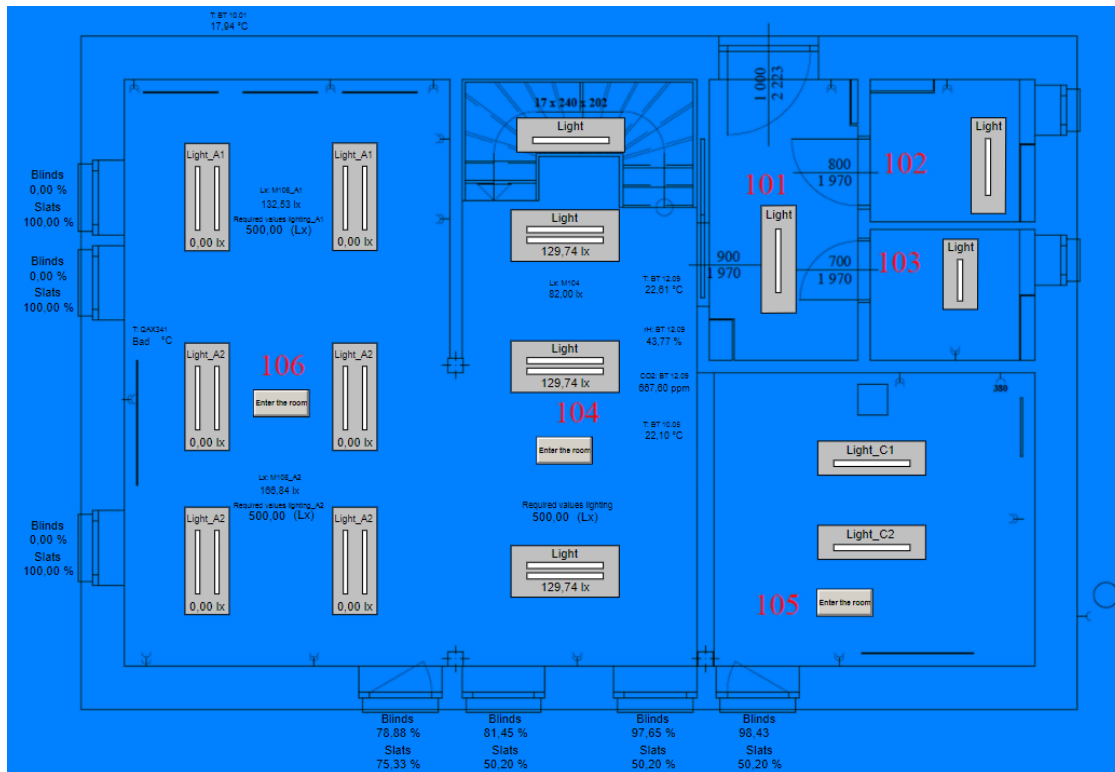 T: BT 10.01
17,94 °C
1 000
2 223
17 x 240 x 202
Light
Light
102
800
1 970
101
Light_A1
Light_A1
Blinds
0,00 %
Slats
100,00 %
Lx: M106_A1
132,53 lx
Required values lighting_A1
500,00 (Lx)
0,00 lx
0,00 lx
Light
Light
129,74 lx
Light
103
900
1 970
700
1 970
Blinds
0,00 %
Slats
100,00 %
Lx: M104
82,00 lx
T: BT 12.09
22,61 °C
T: QAX341
Bad °C
rH: BT 12.09
43,77 %
Light_A2
106
Light_A2
Light
129,74 lx
CO2: BT 12.09
667,60 ppm
380
Enter the room
104
T: BT 10.05
22,10 °C
0,00 lx
0,00 lx
Enter the room
Light_C1
Lx: M106_A2
166,84 lx
Required values lighting_A2
500,00 (Lx)
Light_A2
Light_A2
Required values lighting
500,00 (Lx)
Light_C2
Blinds
0,00 %
Slats
100,00 %
Light
129,74 lx
0,00 lx
0,00 lx
105
Enter the room
Blinds
78,88 %
Slats
75,33 %
Blinds
81,45 %
Slats
50,20 %
Blinds
97,65 %
Slats
50,20 %
Blinds
98,43
Slats
50,20 %